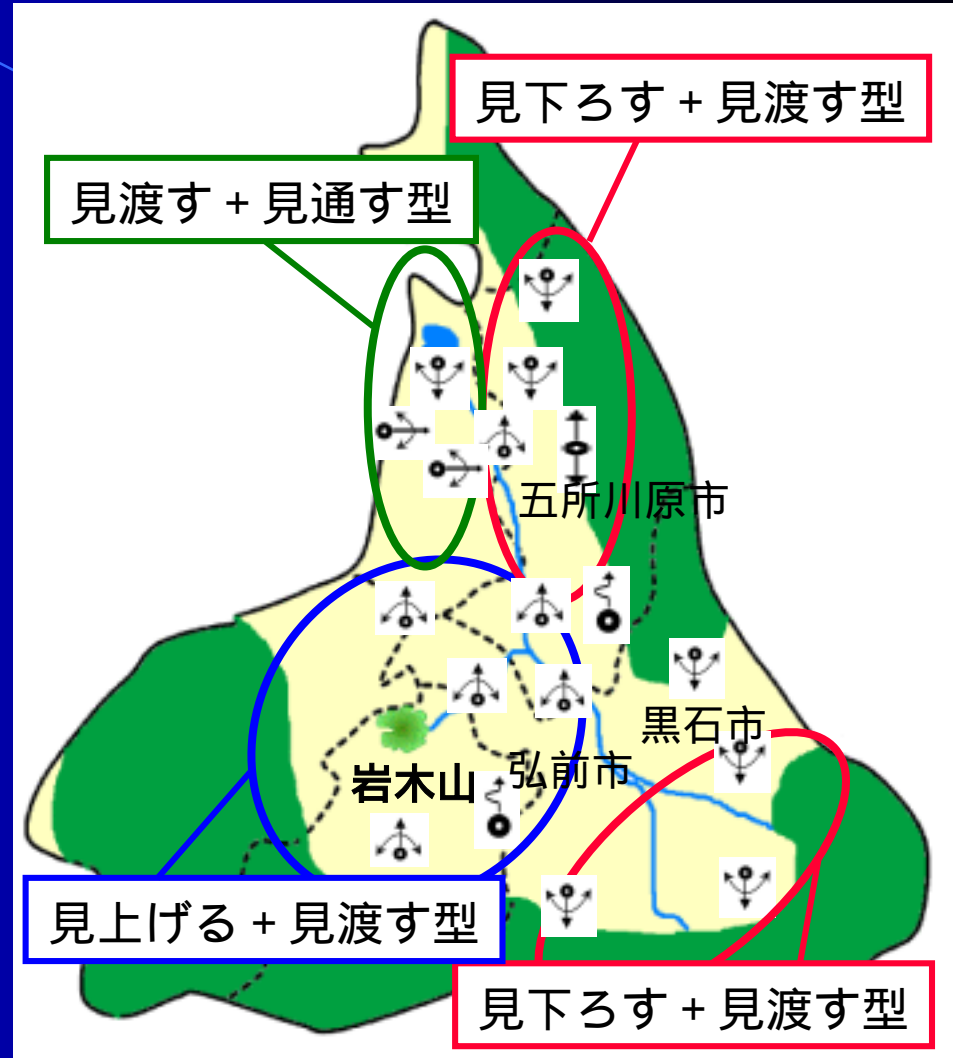 見下ろす + 見渡す型
見渡す + 見通す型
五所川原市
黒石市
弘前市
岩木山
見上げる + 見渡す型
見下ろす + 見渡す型